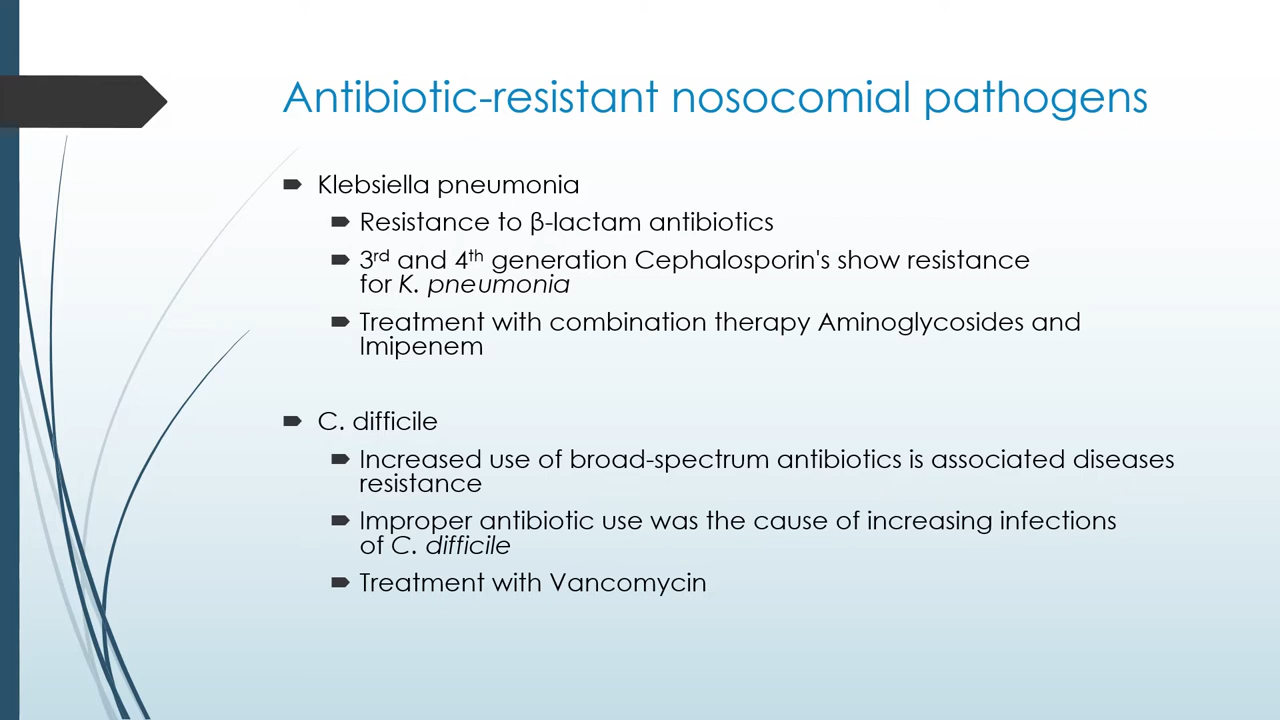 Antibiotic-resistant nosocomial pathogens
Klebsiella pneumonia
Resistance to β-lactam antibiotics
3rd and 4th generation Cephalosporin's show resistance
for K. pneumonia
Treatment with combination therapy Aminoglycosides and
Imipenem
C. difficile
Increased use of broad-spectrum antibiotics is associated diseases
resistance
Improper antibiotic use was the cause of increasing infections
of C. difficile
Treatment with Vancomycin